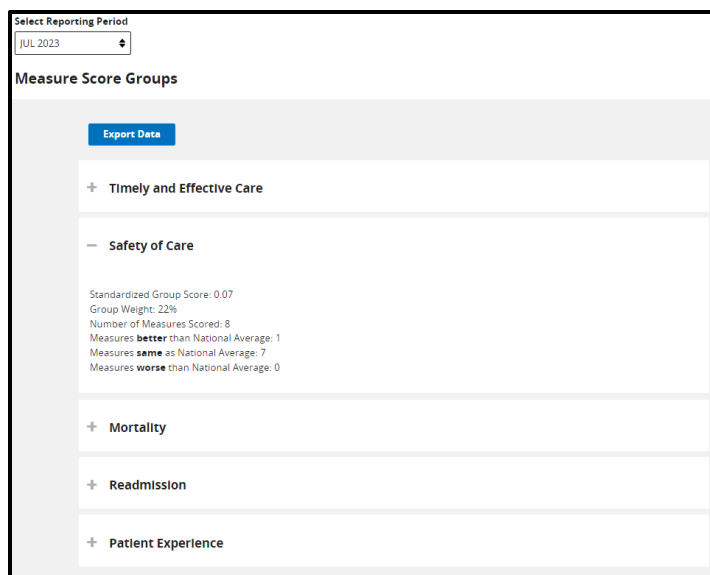 Select Reporting Period
JUL 2023
Measure Score Groups
Export Data
Timely and Effective Care
Safety of Care
Standardized Group Score: 0.07
Group Weight: 22%
Number of Measures Scored: 8
Measures better than National Average: 1
Measures same as National Average: 7
Measures worse than National Average: 0
Mortality
Readmission
Patient Experience